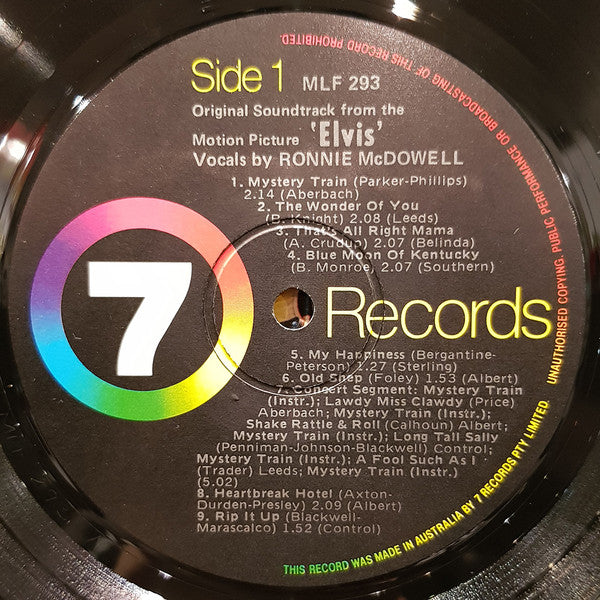 Side 1 MLF 293
Original Soundtrack from the
Motion Picture 'Elvis'
Vocals by RONNIE McDOWELL
1. Mystery Train (Parker-Phillips)
2.14 (Aberbach)
2. The Wonder Of You
(B. Knight) 2.08 (Leeds)
3. That's All Right Mama
(A. Crudup) 2.07 (Belinda)
4. Blue Moon Of Kentucky
(B. Monroe) 2.07 (Southern)
7 Records
5. My Happiness (Bergantine-
Peterson) 1.27 (Sterling)
6. Old Shep (Foley) 1.53 (Albert)
7. Concert Segment: Mystery Train
(Instr.); Lawdy Miss Clawdy (Price)
Aberbach; Mystery Train (Instr.);
Shake Rattle & Roll (Calhoun) Albert;
Mystery Train (Instr.); Long Tall Sally
(Penniman-Johnson-Blackwell) Control;
Mystery Train (Instr.); A Fool Such As I
(Trader) Leeds; Mystery Train (Instr.)
(5.02)
8. Heartbreak Hotel (Axton-
Durden-Presley) 2.09 (Albert)
9. Rip It Up (Blackwell-
Marascalco) 1.52 (Control)
UNAUTHORISED COPYING, PUBLIC PERFORMANCE OR BROADCASTING OF THIS RECORD PROHIBITED.
THIS RECORD WAS MADE IN AUSTRALIA BY 7 RECORDS PTY LIMITED